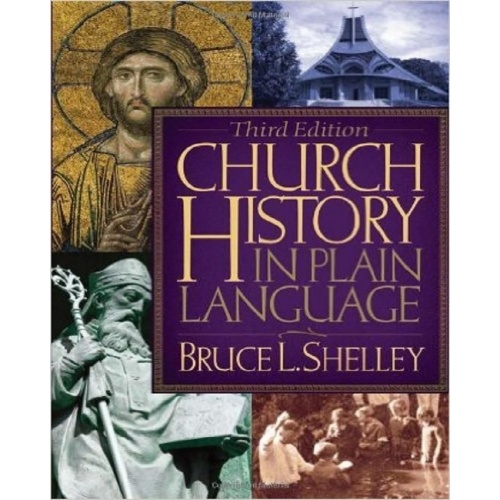 Third Edition
CHURCH
HISTORY
IN PLAIN
LANGUAGE
BRUCE L. SHELLEY